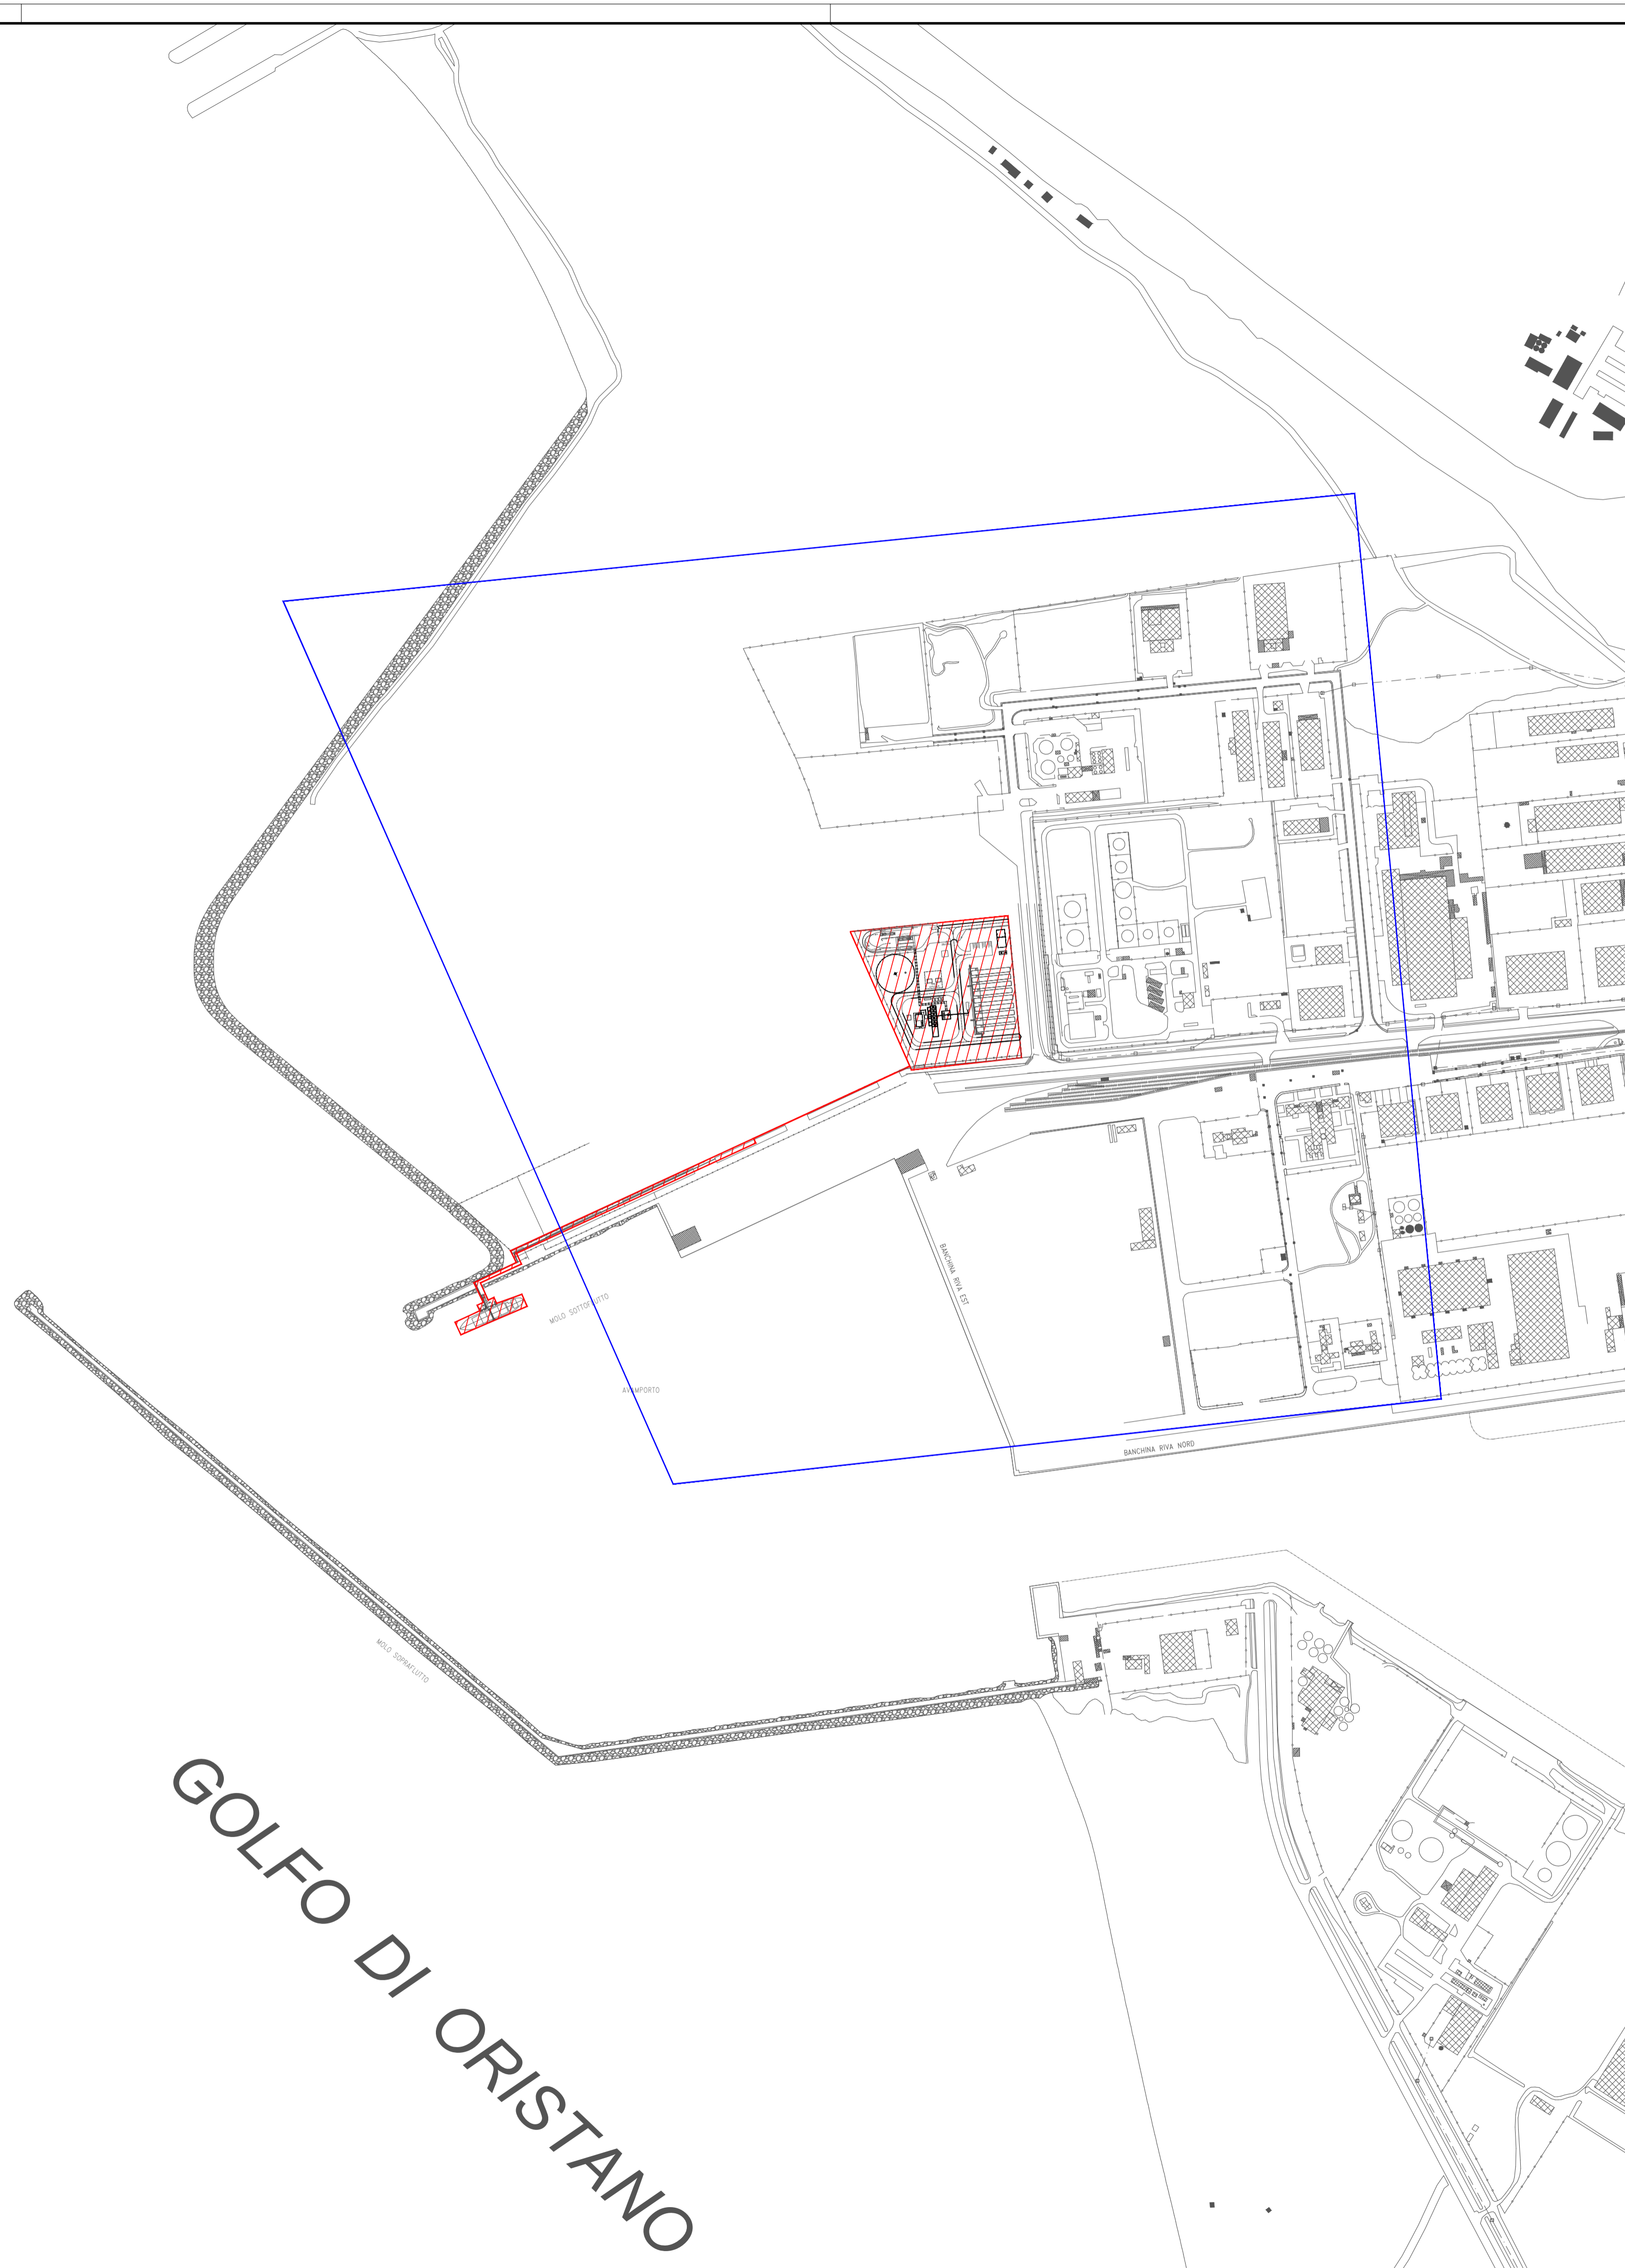 BANCHINA RIVA EST
MOLO SOTTOFLUTTO
AVAMPORTO
BANCHINA RIVA NORD
MOLO SOPRAFLUTTO
GOLFO DI ORISTANO